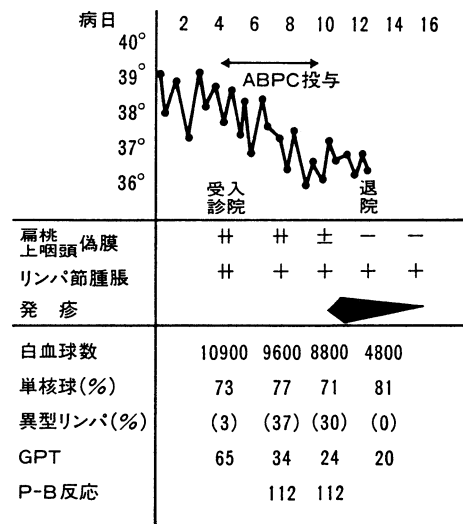 病日 2 4 6 8 10 12 14 16
40°
39°
ABPC投与
38°
37°
36°
受診 入院 退院
扁桃上咽頭偽膜 ⧺ ⧺ ± − −
リンパ節腫脹 ⧺ + + + +
発疹
白血球数 10900 9600 8800 4800
単核球(%) 73 77 71 81
異型リンパ(%) (3) (37) (30) (0)
GPT 65 34 24 20
P-B反応 112 112